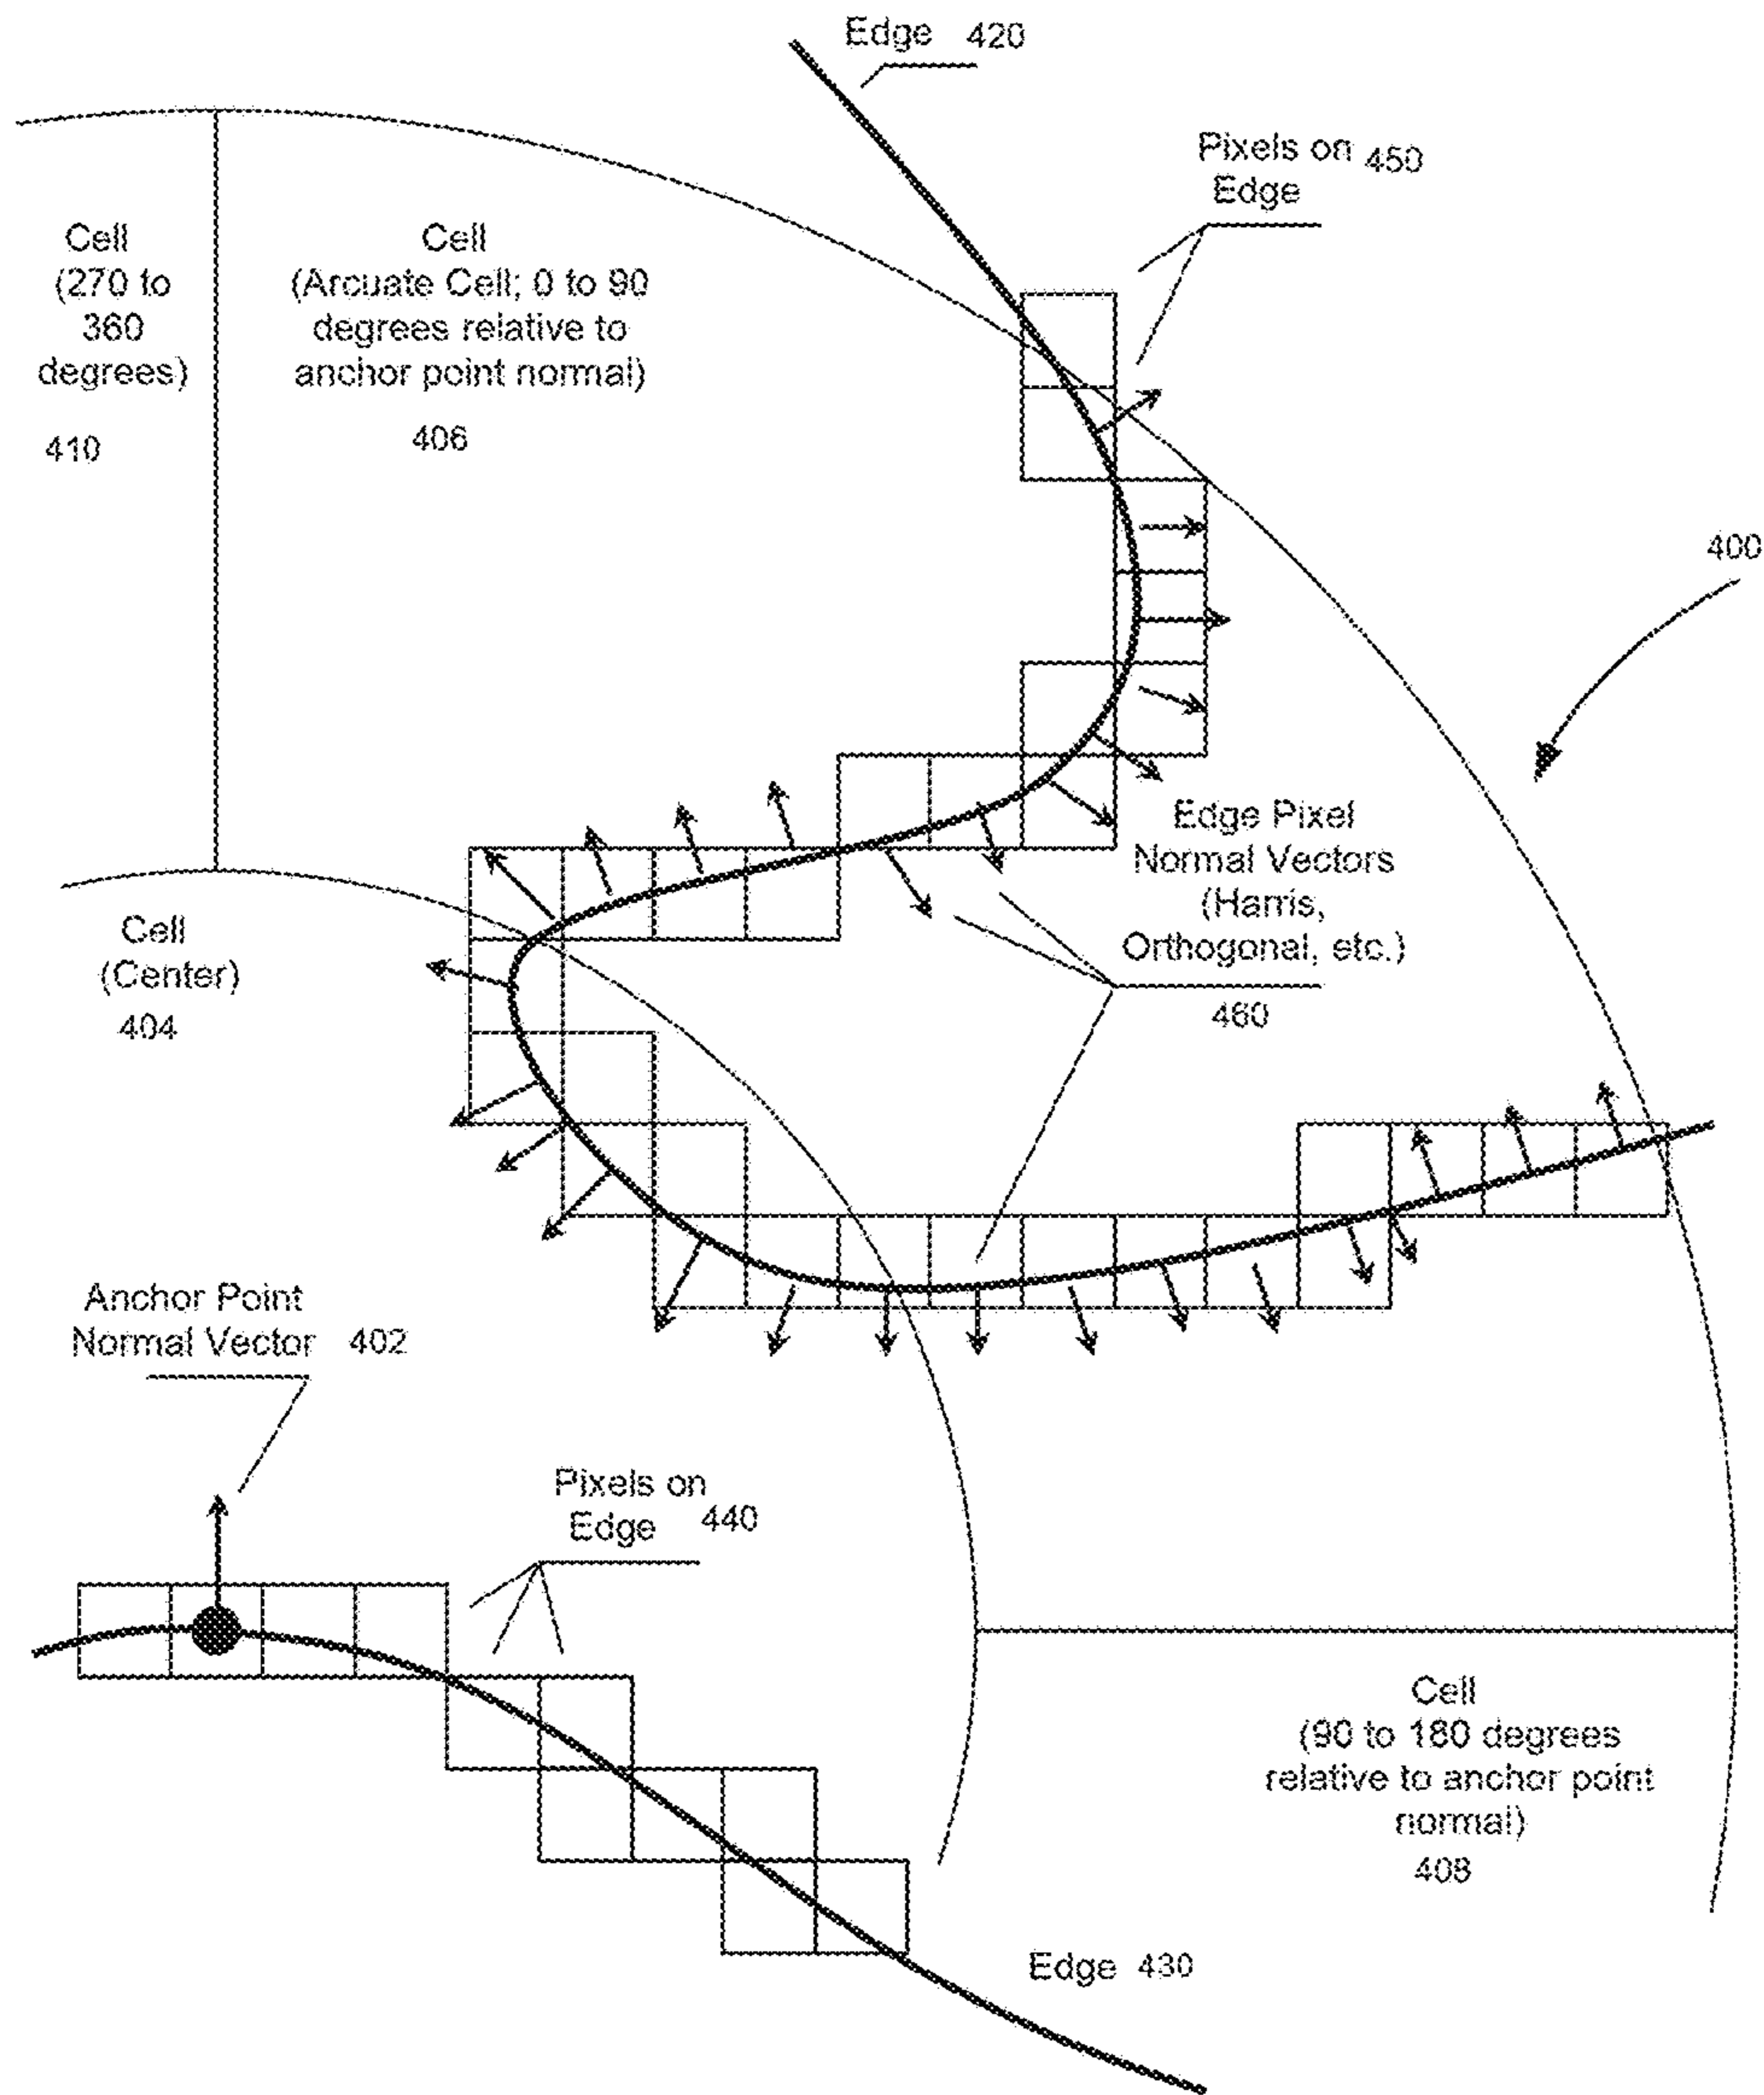 Edge 420
Pixels on 450
Edge
Cell
(270 to
360
degrees)
410
Cell
(Arcuate Cell; 0 to 90
degrees relative to
anchor point normal)
406
400
Edge Pixel
Normal Vectors
(Harris,
Orthogonal, etc.)
460
Cell
(Center)
404
Anchor Point
Normal Vector 402
Pixels on
Edge 440
Cell
(90 to 180 degrees
relative to anchor point
normal)
408
Edge 430